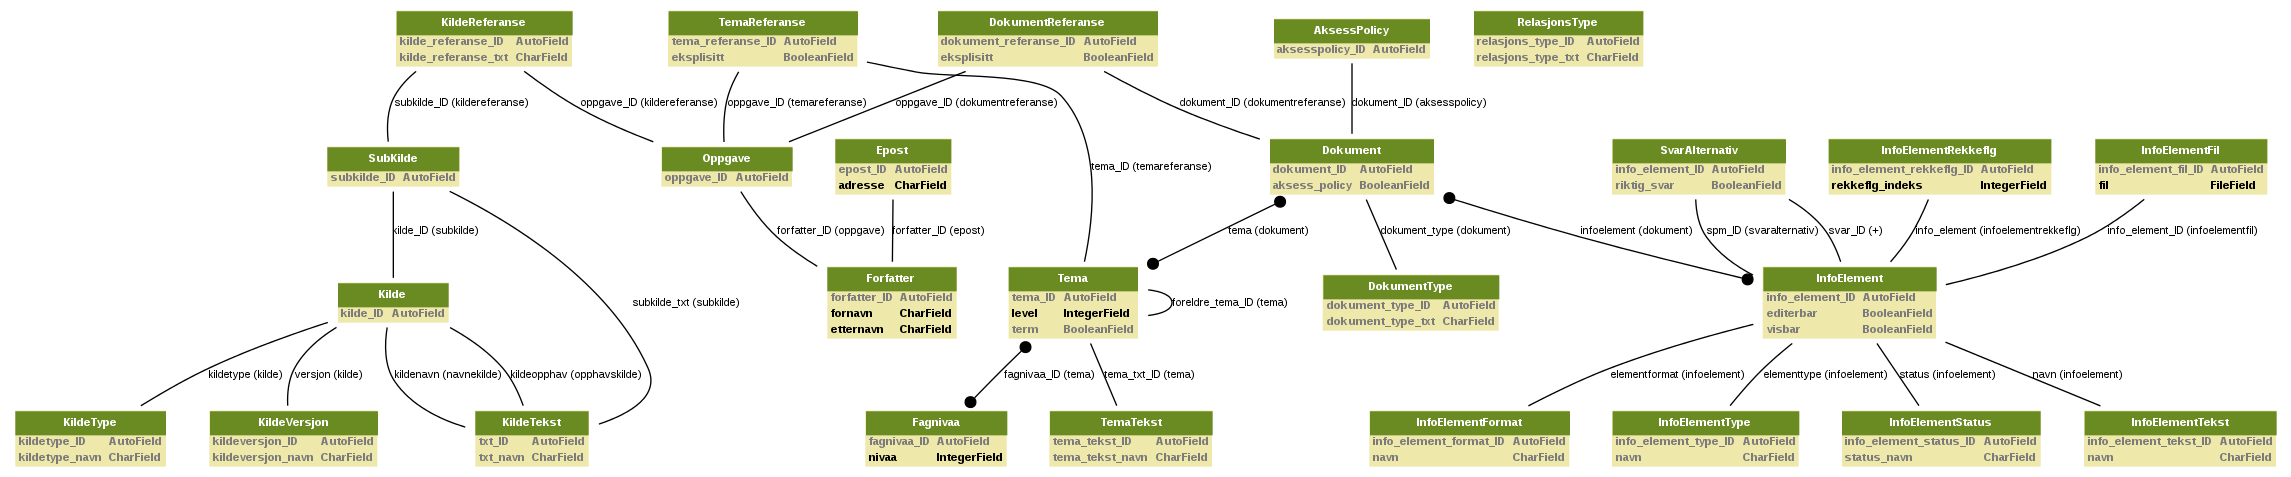 KildeReferanse
kilde_referanse_ID AutoField
kilde_referanse_txt CharField
TemaReferanse
tema_referanse_ID AutoField
eksplisitt BooleanField
DokumentReferanse
dokument_referanse_ID AutoField
eksplisitt BooleanField
AksessPolicy
aksesspolicy_ID AutoField
RelasjonsType
relasjons_type_ID AutoField
relasjons_type_txt CharField
subkilde_ID (kildereferanse)
oppgave_ID (kildereferanse)
oppgave_ID (temareferanse)
oppgave_ID (dokumentreferanse)
dokument_ID (dokumentreferanse)
dokument_ID (aksesspolicy)
SubKilde
subkilde_ID AutoField
Oppgave
oppgave_ID AutoField
Epost
epost_ID AutoField
adresse CharField
tema_ID (temareferanse)
Dokument
dokument_ID AutoField
aksess_policy BooleanField
SvarAlternativ
info_element_ID AutoField
riktig_svar BooleanField
InfoElementRekkeflg
info_element_rekkeflg_ID AutoField
rekkeflg_indeks IntegerField
InfoElementFil
info_element_fil_ID AutoField
fil FileField
kilde_ID (subkilde)
forfatter_ID (oppgave)
forfatter_ID (epost)
tema (dokument)
dokument_type (dokument)
infoelement (dokument)
spm_ID (svaralternativ)
svar_ID (+)
info_element (infoelementrekkeflg)
info_element_ID (infoelementfil)
Kilde
kilde_ID AutoField
subkilde_txt (subkilde)
Forfatter
forfatter_ID AutoField
fornavn CharField
etternavn CharField
Tema
tema_ID AutoField
level IntegerField
term BooleanField
foreldre_tema_ID (tema)
DokumentType
dokument_type_ID AutoField
dokument_type_txt CharField
InfoElement
info_element_ID AutoField
editerbar BooleanField
visbar BooleanField
kildetype (kilde)
versjon (kilde)
kildenavn (navnekilde)
kildeopphav (opphavskilde)
fagnivaa_ID (tema)
tema_txt_ID (tema)
elementformat (infoelement)
elementtype (infoelement)
status (infoelement)
navn (infoelement)
KildeType
kildetype_ID AutoField
kildetype_navn CharField
KildeVersjon
kildeversjon_ID AutoField
kildeversjon_navn CharField
KildeTekst
txt_ID AutoField
txt_navn CharField
Fagnivaa
fagnivaa_ID AutoField
nivaa IntegerField
TemaTekst
tema_tekst_ID AutoField
tema_tekst_navn CharField
InfoElementFormat
info_element_format_ID AutoField
navn CharField
InfoElementType
info_element_type_ID AutoField
navn CharField
InfoElementStatus
info_element_status_ID AutoField
status_navn CharField
InfoElementTekst
info_element_tekst_ID AutoField
navn CharField